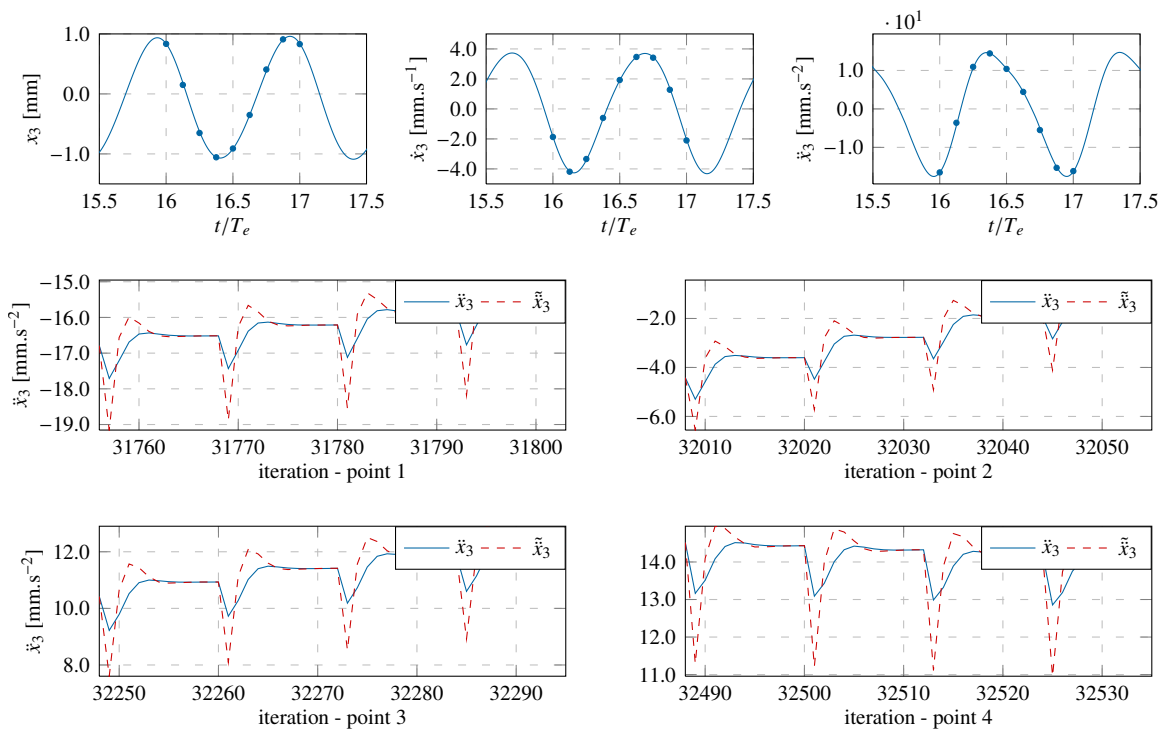 · 10¹
1.0 0.0 −1.0 x₃ [mm]
15.5 16 16.5 17 17.5
t/Tₑ
4.0 2.0 0.0 −2.0 −4.0 ẋ₃ [mm.s⁻¹]
15.5 16 16.5 17 17.5
t/Tₑ
1.0 0.0 −1.0 ẍ₃ [mm.s⁻²]
15.5 16 16.5 17 17.5
t/Tₑ
−15.0 −16.0 −17.0 −18.0 −19.0 ẍ₃ [mm.s⁻²]
ẍ₃ x̃̈₃
31760 31770 31780 31790 31800
iteration - point 1
−2.0 −4.0 −6.0
ẍ₃ x̃̈₃
32010 32020 32030 32040 32050
iteration - point 2
12.0 10.0 8.0 ẍ₃ [mm.s⁻²]
ẍ₃ x̃̈₃
32250 32260 32270 32280 32290
iteration - point 3
14.0 13.0 12.0 11.0
ẍ₃ x̃̈₃
32490 32500 32510 32520 32530
iteration - point 4